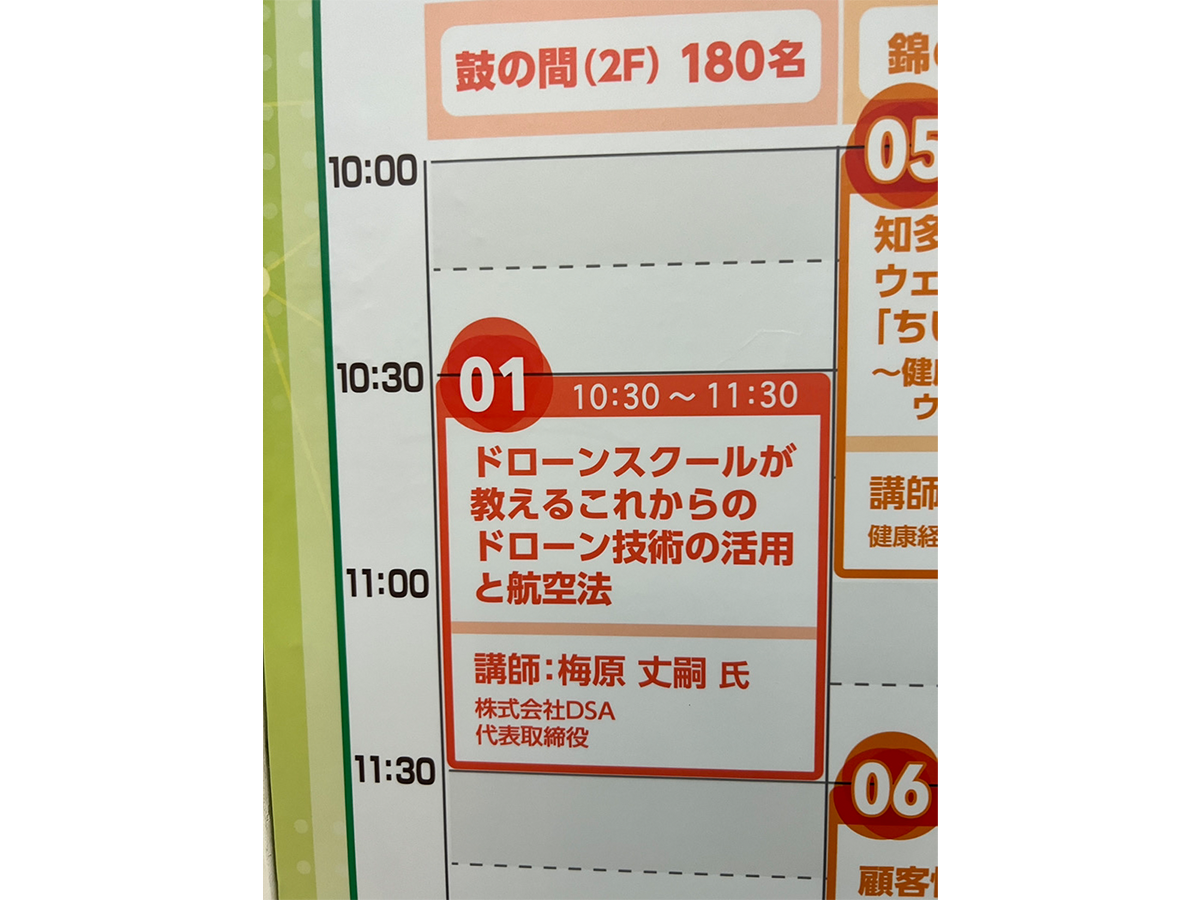 鼓の間(2F) 180名
10:00
10:30
11:00
11:30
01
10:30～11:30
ドローンスクールが
教えるこれからの
ドローン技術の活用
と航空法
講師:梅原 丈嗣 氏
株式会社DSA
代表取締役
錦の
05
知多
ウェ
「ち
～健康
ウ
講師
健康経
06
顧客